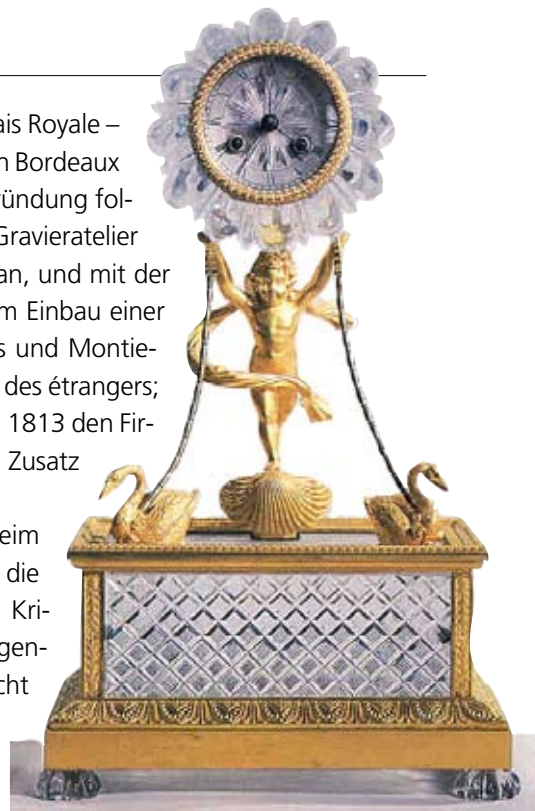 ais Royale –
n Bordeaux
ründung fol-
Gravieratelier
an, und mit der
m Einbau einer
s und Montie-
des étrangers;
1813 den Fir-
Zusatz
eim
die
Kri-
gen-
cht